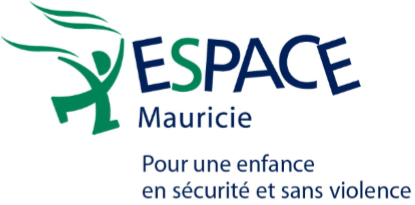 ESPACE
Mauricie
Pour une enfance
en sécurité et sans violence